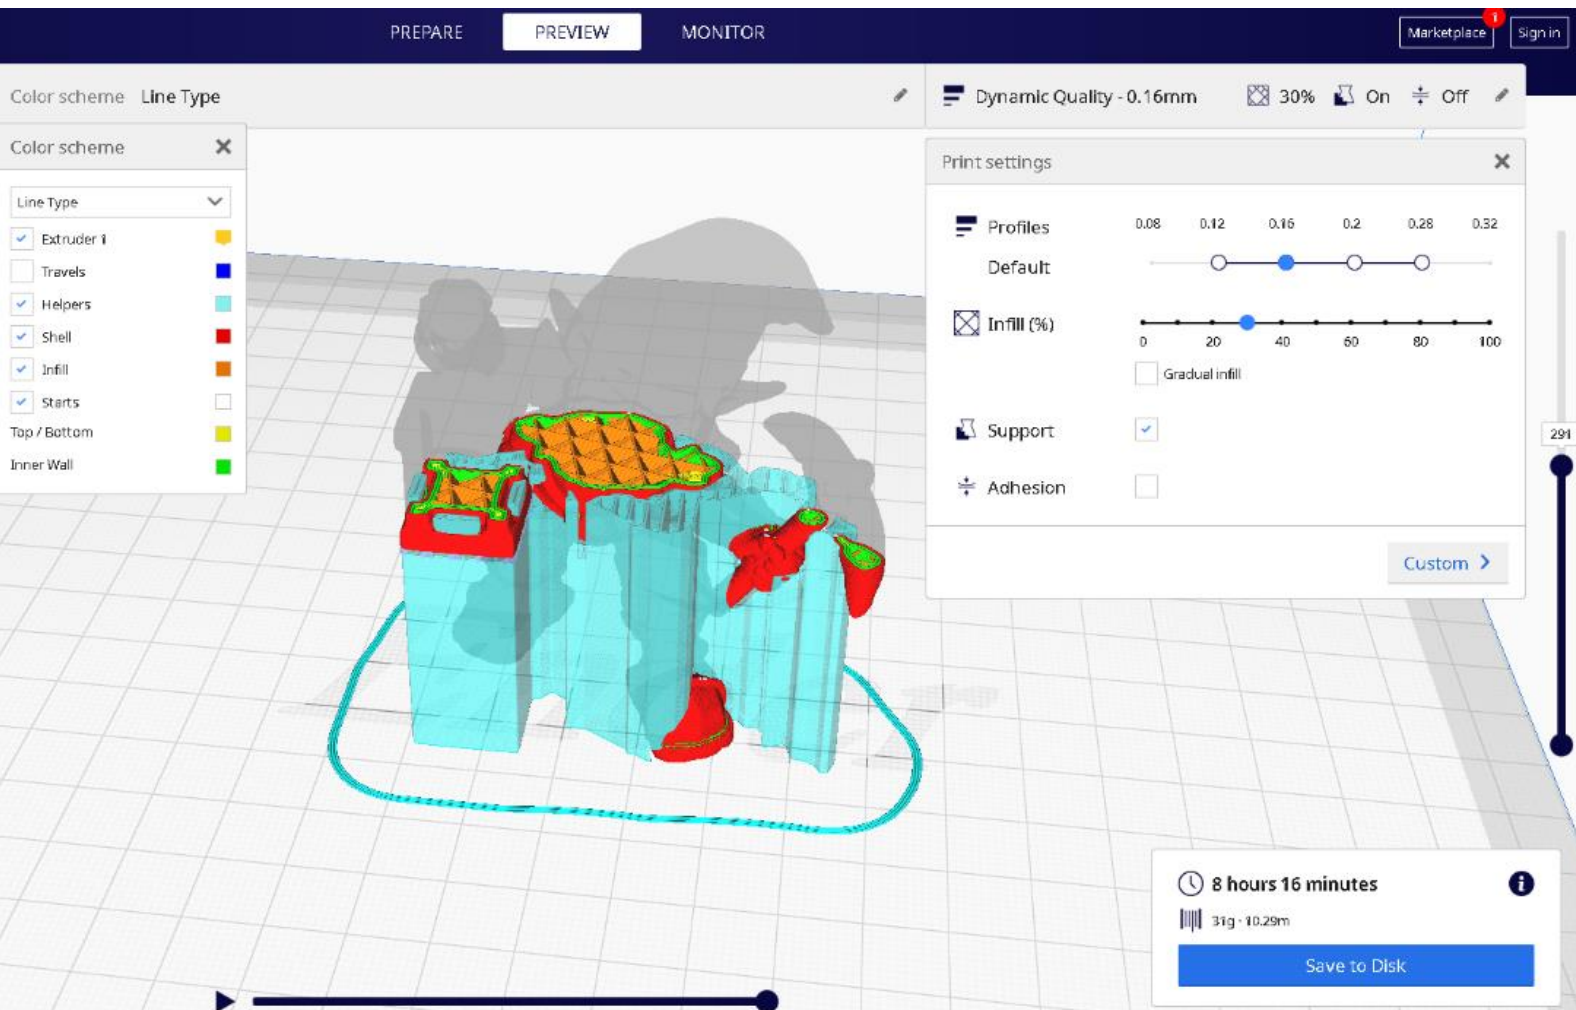 PREPARE PREVIEW MONITOR
1
Marketplace Sign in
Color scheme Line Type
Dynamic Quality - 0.16mm 30% On Off
Color scheme
Line Type
Extruder 1
Travels
Helpers
Shell
Infill
Starts
Top / Bottom
Inner Wall
Print settings
Profiles 0.08 0.12 0.16 0.2 0.28 0.32
Default
Infill (%)
0 20 40 60 80 100
Gradual infill
Support
Adhesion
Custom
291
8 hours 16 minutes
31g · 10.29m
Save to Disk